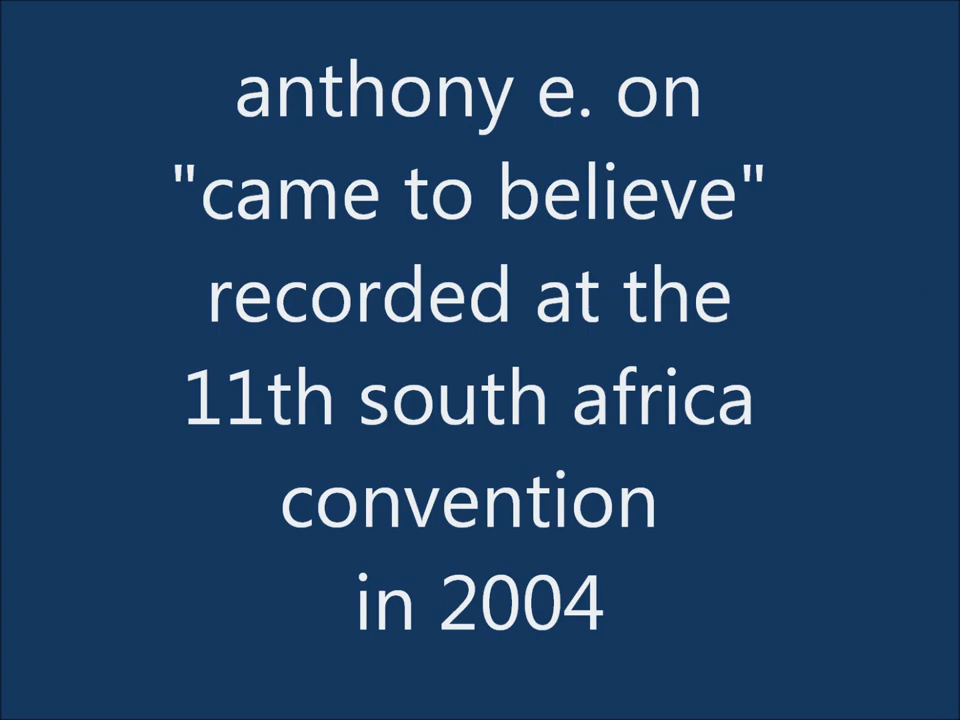 anthony e. on
"came to believe"
recorded at the
11th south africa
convention
in 2004